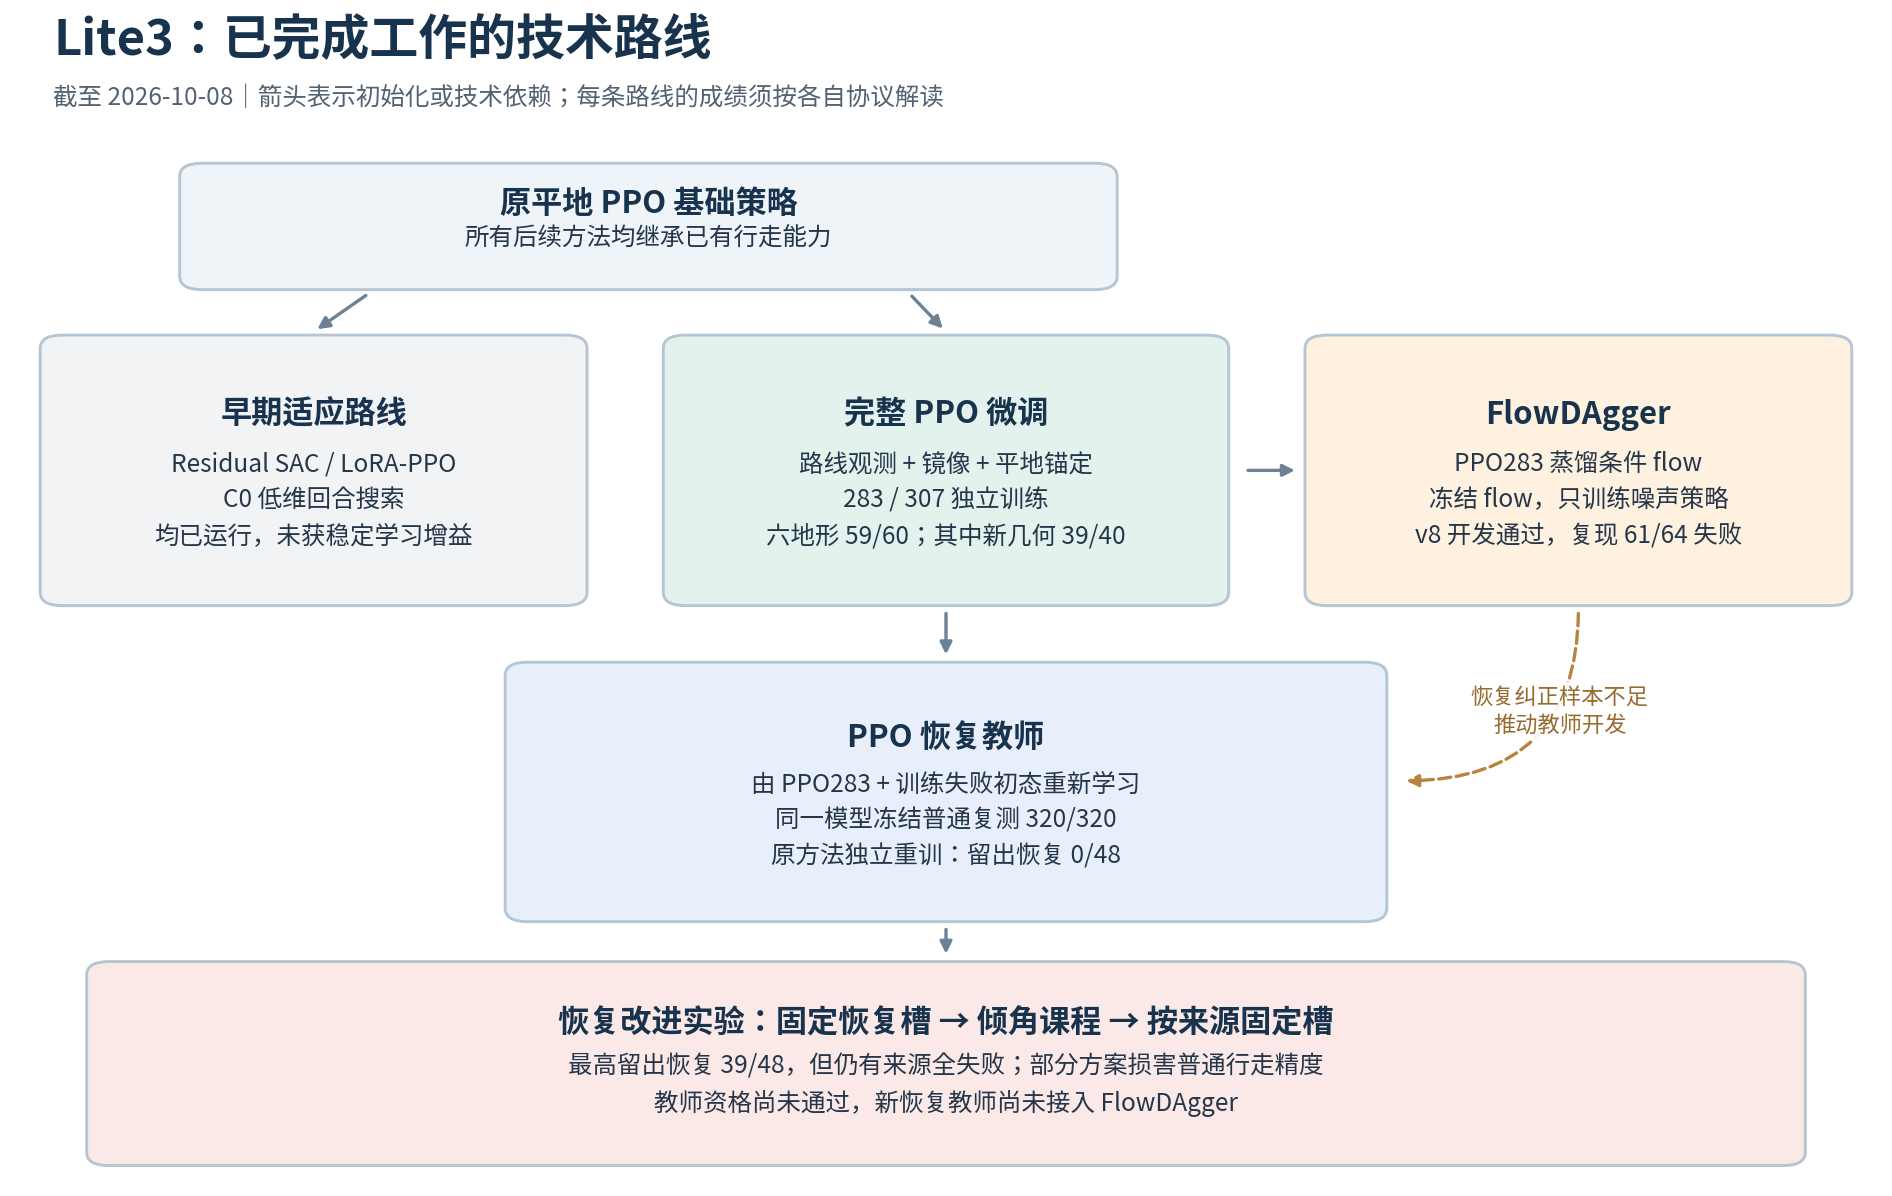 Lite3：已完成工作的技术路线
截至 2026-10-08｜箭头表示初始化或技术依赖；每条路线的成绩须按各自协议解读
原平地 PPO 基础策略
所有后续方法均继承已有行走能力
早期适应路线
Residual SAC / LoRA-PPO
C0 低维回合搜索
均已运行，未获稳定学习增益
完整 PPO 微调
路线观测 + 镜像 + 平地锚定
283 / 307 独立训练
六地形 59/60；其中新几何 39/40
FlowDAgger
PPO283 蒸馏条件 flow
冻结 flow，只训练噪声策略
v8 开发通过，复现 61/64 失败
恢复纠正样本不足
推动教师开发
PPO 恢复教师
由 PPO283 + 训练失败初态重新学习
同一模型冻结普通复测 320/320
原方法独立重训：留出恢复 0/48
恢复改进实验：固定恢复槽 → 倾角课程 → 按来源固定槽
最高留出恢复 39/48，但仍有来源全失败；部分方案损害普通行走精度
教师资格尚未通过，新恢复教师尚未接入 FlowDAgger